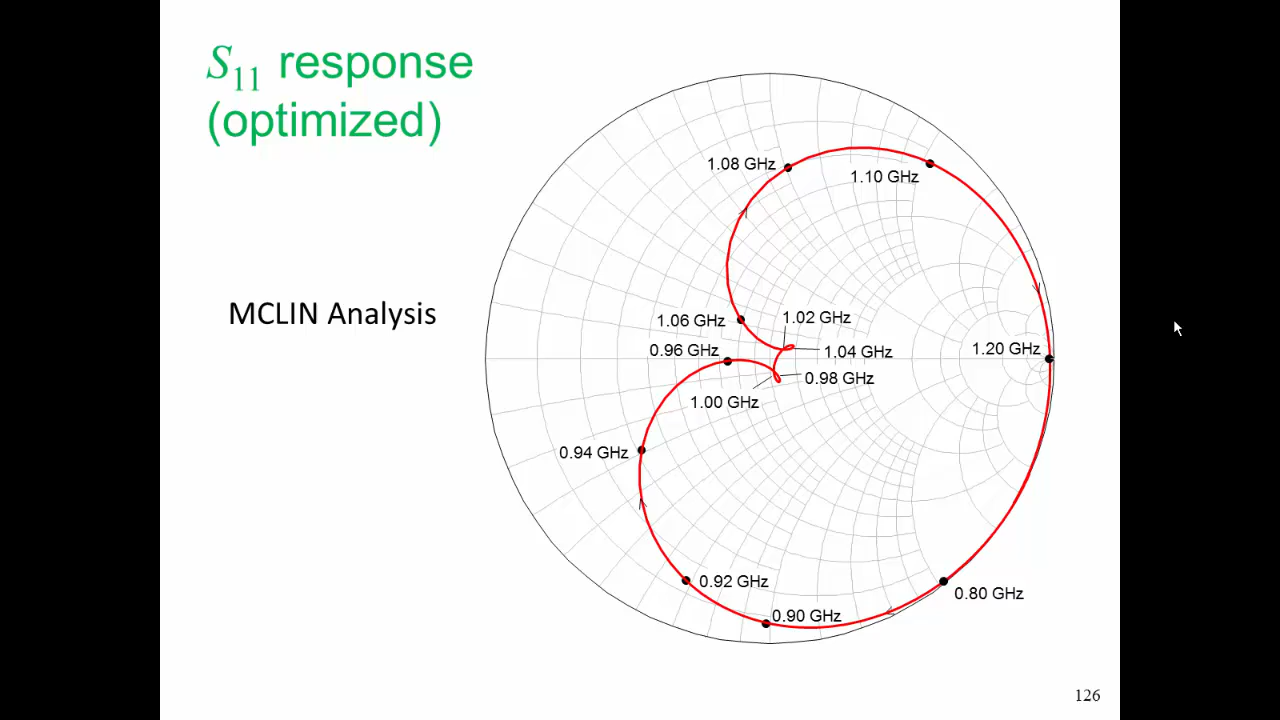 S11 response
(optimized)
MCLIN Analysis
1.08 GHz
1.10 GHz
1.06 GHz
1.02 GHz
0.96 GHz
1.04 GHz
1.20 GHz
0.98 GHz
1.00 GHz
0.94 GHz
0.92 GHz
0.80 GHz
0.90 GHz
126